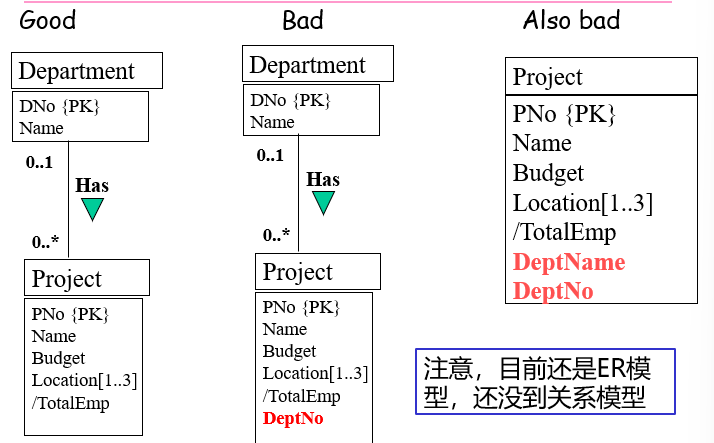 Good
Bad
Also bad
Department
DNo {PK}
Name
0..1
Has
0..*
Project
PNo {PK}
Name
Budget
Location[1..3]
/TotalEmp
Department
DNo {PK}
Name
0..1
Has
0..*
Project
PNo {PK}
Name
Budget
Location[1..3]
/TotalEmp
DeptNo
Project
PNo {PK}
Name
Budget
Location[1..3]
/TotalEmp
DeptName
DeptNo
注意，目前还是ER模
型，还没到关系模型